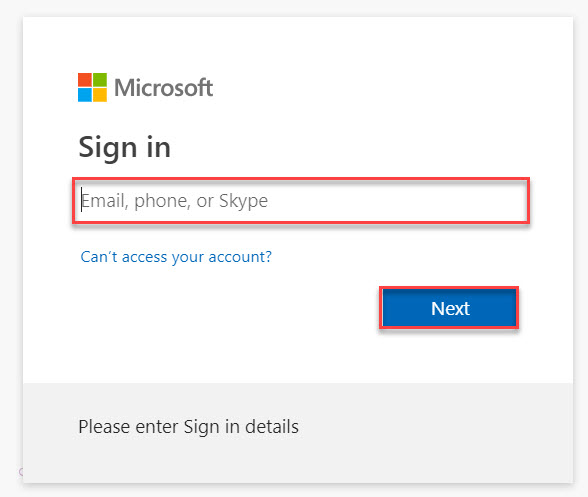 Microsoft
Sign in
Email, phone, or Skype
Can't access your account?
Next
Please enter Sign in details